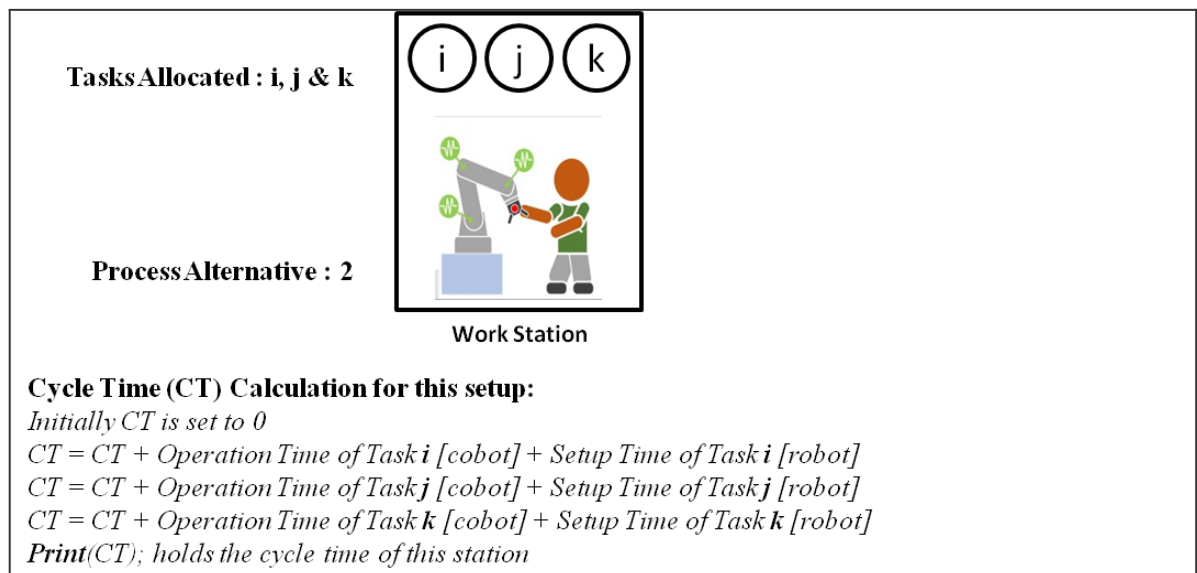 Tasks Allocated : i, j & k
i j k
Process Alternative : 2
Work Station
Cycle Time (CT) Calculation for this setup:
Initially CT is set to 0
CT = CT + Operation Time of Task i [cobot] + Setup Time of Task i [robot]
CT = CT + Operation Time of Task j [cobot] + Setup Time of Task j [robot]
CT = CT + Operation Time of Task k [cobot] + Setup Time of Task k [robot]
Print(CT); holds the cycle time of this station